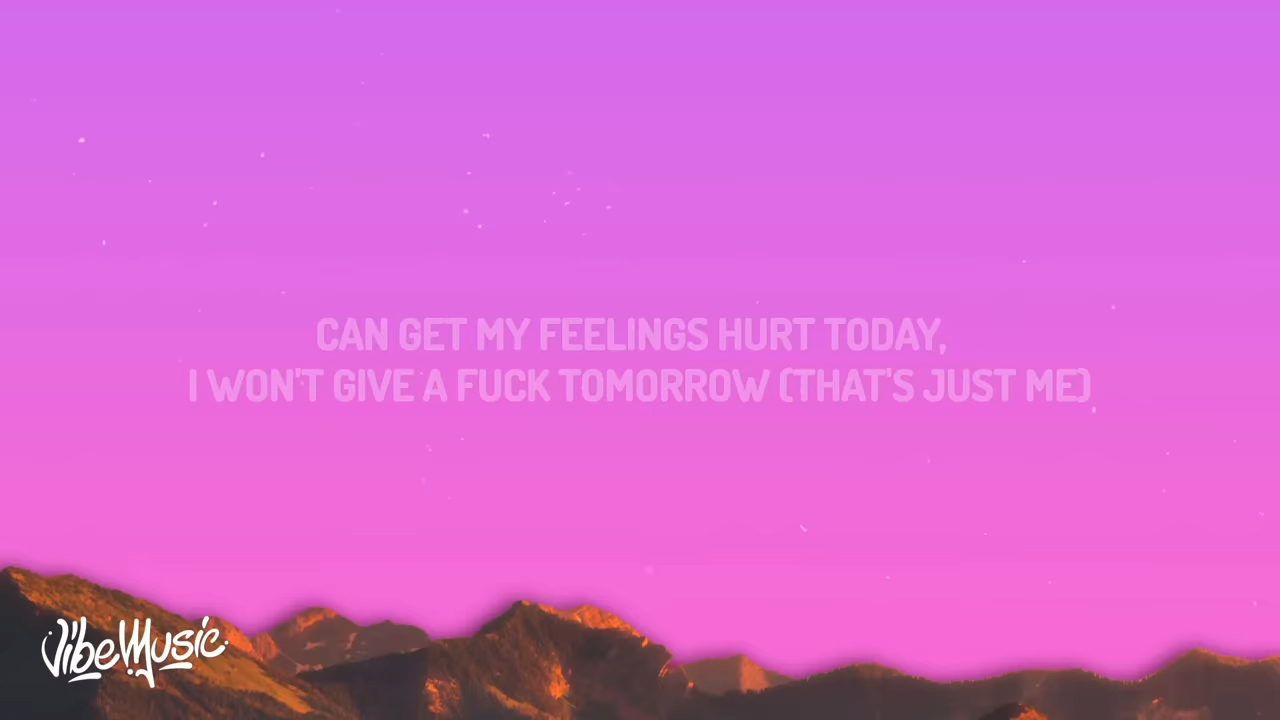 CAN GET MY FEELINGS HURT TODAY,
I WON'T GIVE A FUCK TOMORROW (THAT'S JUST ME)
VibeMusic